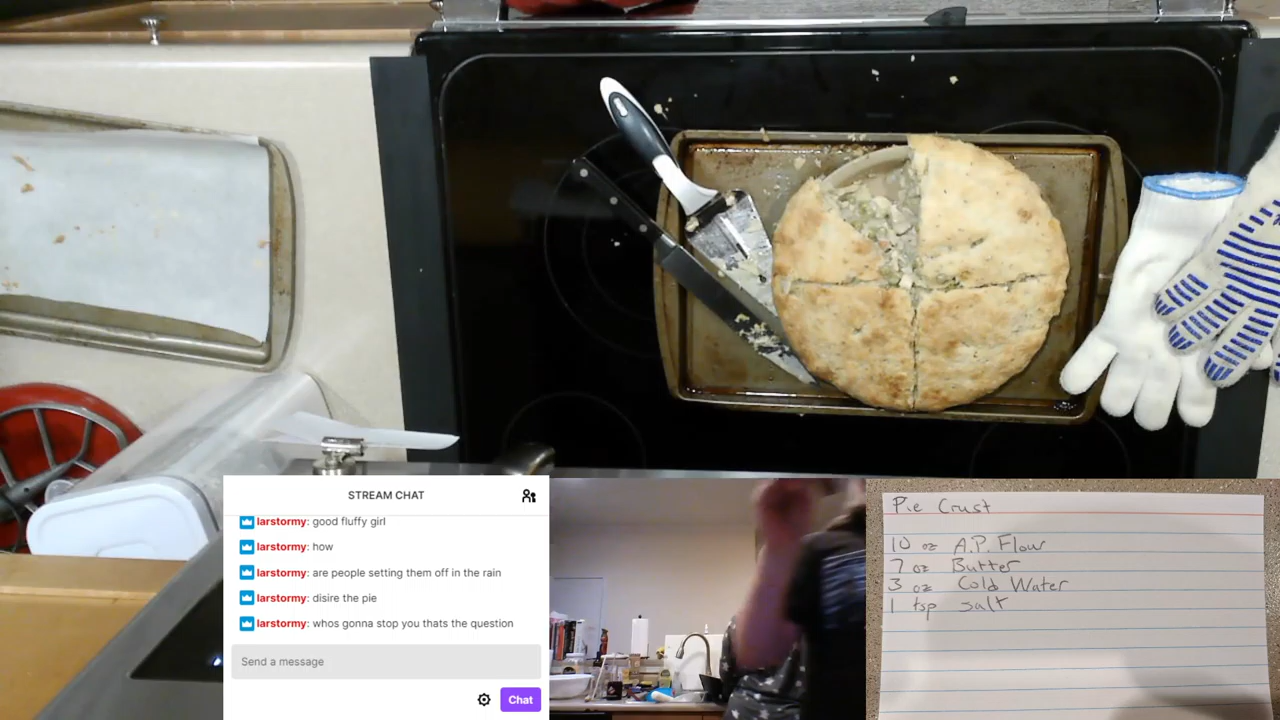 STREAM CHAT
larstormy: good fluffy girl
larstormy: how
larstormy: are people setting them off in the rain
larstormy: disire the pie
larstormy: whos gonna stop you thats the question
Send a message
Chat
Pie Crust
10 oz A.P. Flour
7 oz Butter
3 oz Cold Water
1 tsp salt